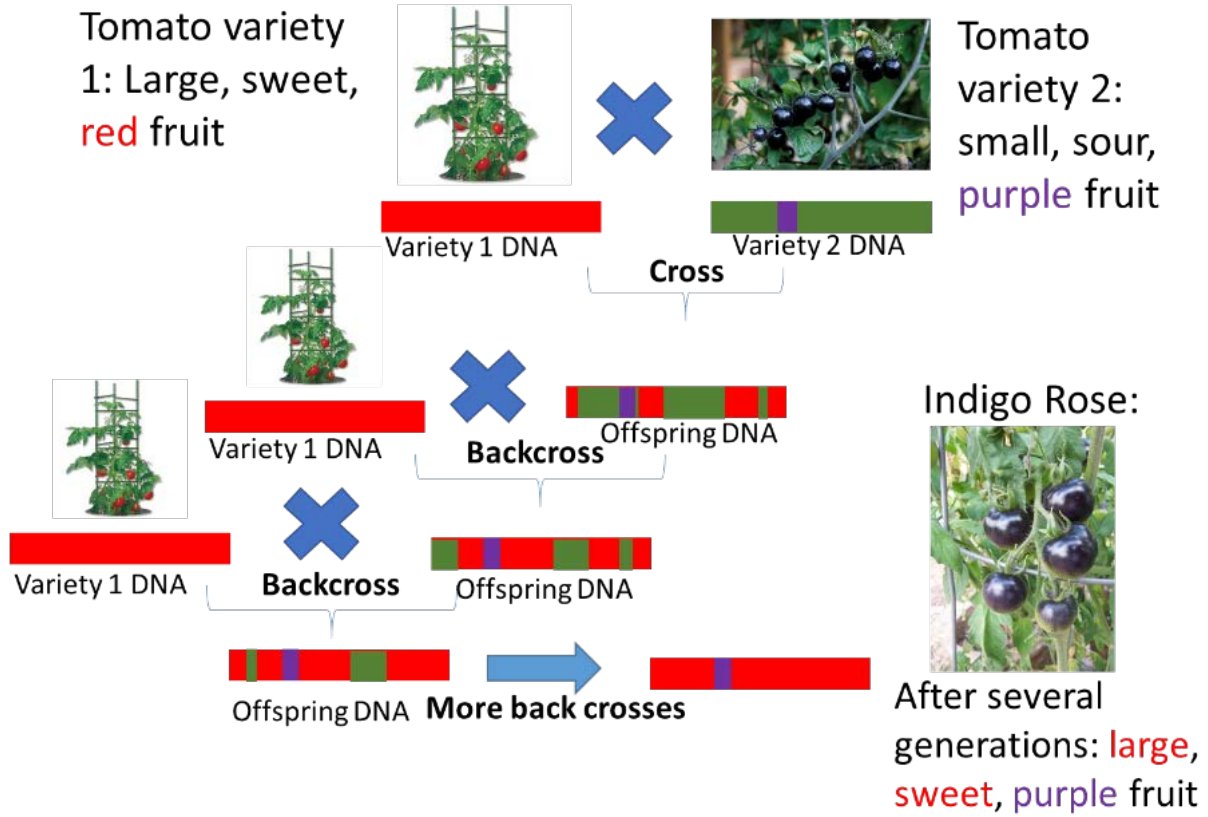 Tomato variety
1: Large, sweet,
red fruit
Tomato
variety 2:
small, sour,
purple fruit
Variety 1 DNA
Variety 2 DNA
Cross
Variety 1 DNA
Offspring DNA
Backcross
Variety 1 DNA
Offspring DNA
Backcross
Offspring DNA
More back crosses
Indigo Rose:
After several
generations: large,
sweet, purple fruit